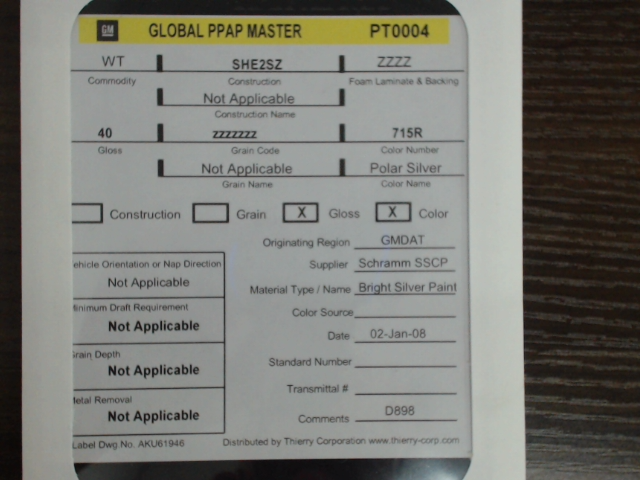 GM GLOBAL PPAP MASTER PT0004
WT SHE2SZ ZZZZ
Commodity Construction Foam Laminate & Backing
Not Applicable
Construction Name
40 zzzzzzz 715R
Gloss Grain Code Color Number
Not Applicable Polar Silver
Grain Name Color Name
Construction Grain X Gloss X Color
Originating Region GMDAT
ehicle Orientation or Nap Direction
Supplier Schramm SSCP
Not Applicable
Material Type / Name Bright Silver Paint
inimum Draft Requirement
Color Source
Not Applicable
Date 02-Jan-08
Grain Depth
Standard Number
Not Applicable
Transmittal #
etal Removal
Not Applicable
Comments D898
Label Dwg.No. AKU61946 Distributed by Thierry Corporation www.thierry-corp.com